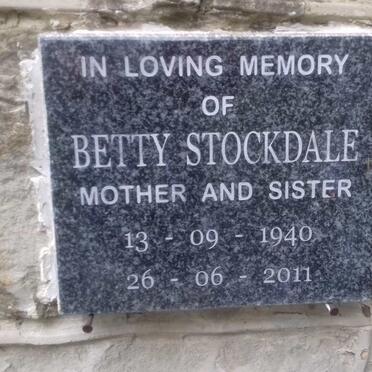 IN LOVING MEMORY
OF
BETTY STOCKDALE
MOTHER AND SISTER
13 - 09 - 1940
26 - 06 - 2011